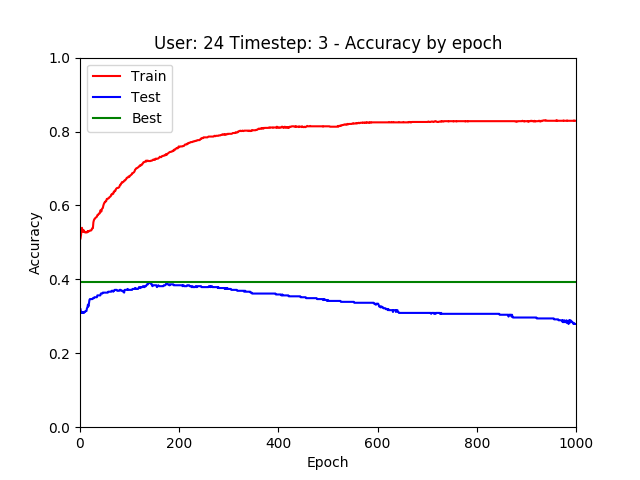 User: 24 Timestep: 3 - Accuracy by epoch
1.0
Train
Test
Best
0.8
0.6
Accuracy
0.4
0.2
0.0
0 200 400 600 800 1000
Epoch